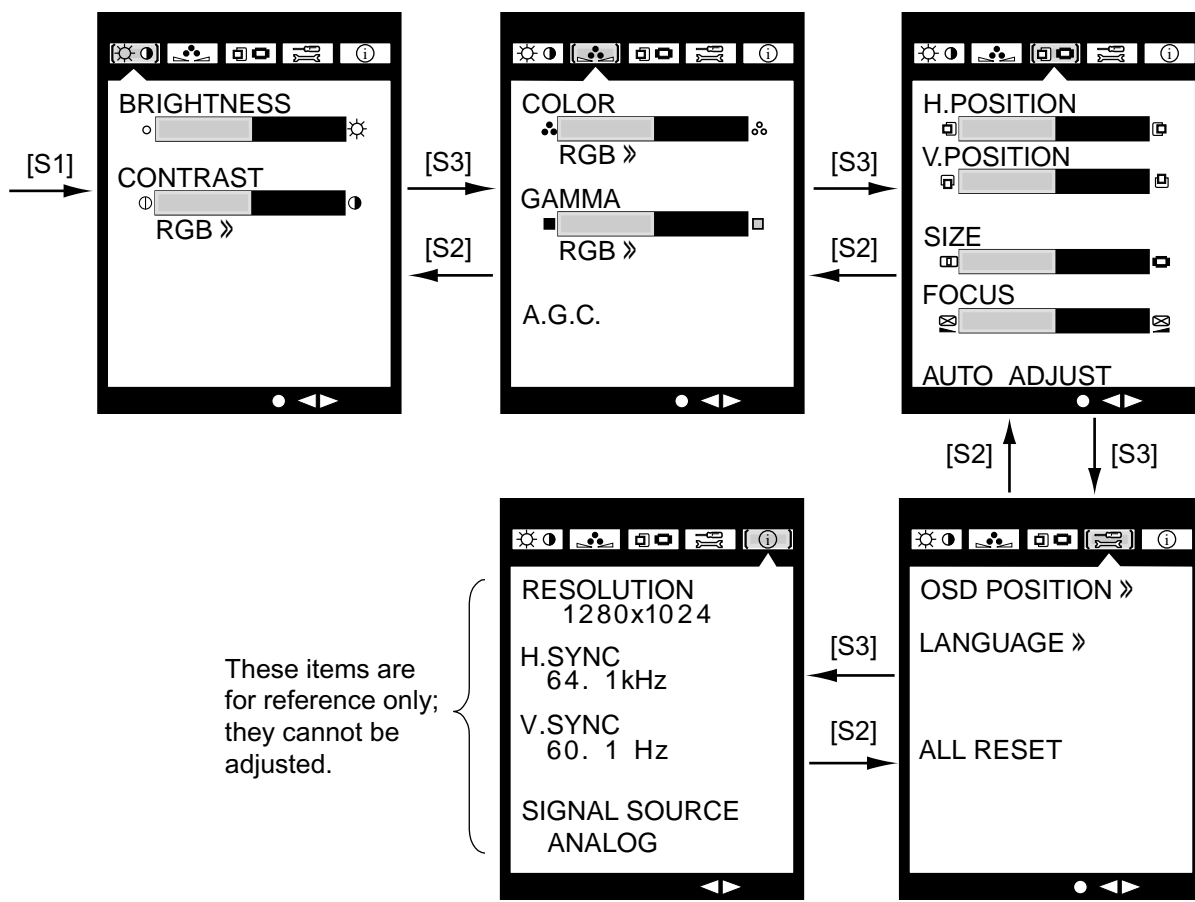 [S1]
BRIGHTNESS
CONTRAST
RGB »
[S3]
[S2]
COLOR
RGB »
GAMMA
RGB »
A.G.C.
[S3]
[S2]
H.POSITION
V.POSITION
SIZE
FOCUS
AUTO ADJUST
[S2]
[S3]
OSD POSITION »
LANGUAGE »
ALL RESET
[S3]
[S2]
RESOLUTION
1280x1024
H.SYNC
64. 1kHz
V.SYNC
60. 1 Hz
SIGNAL SOURCE
ANALOG
These items are
for reference only;
they cannot be
adjusted.